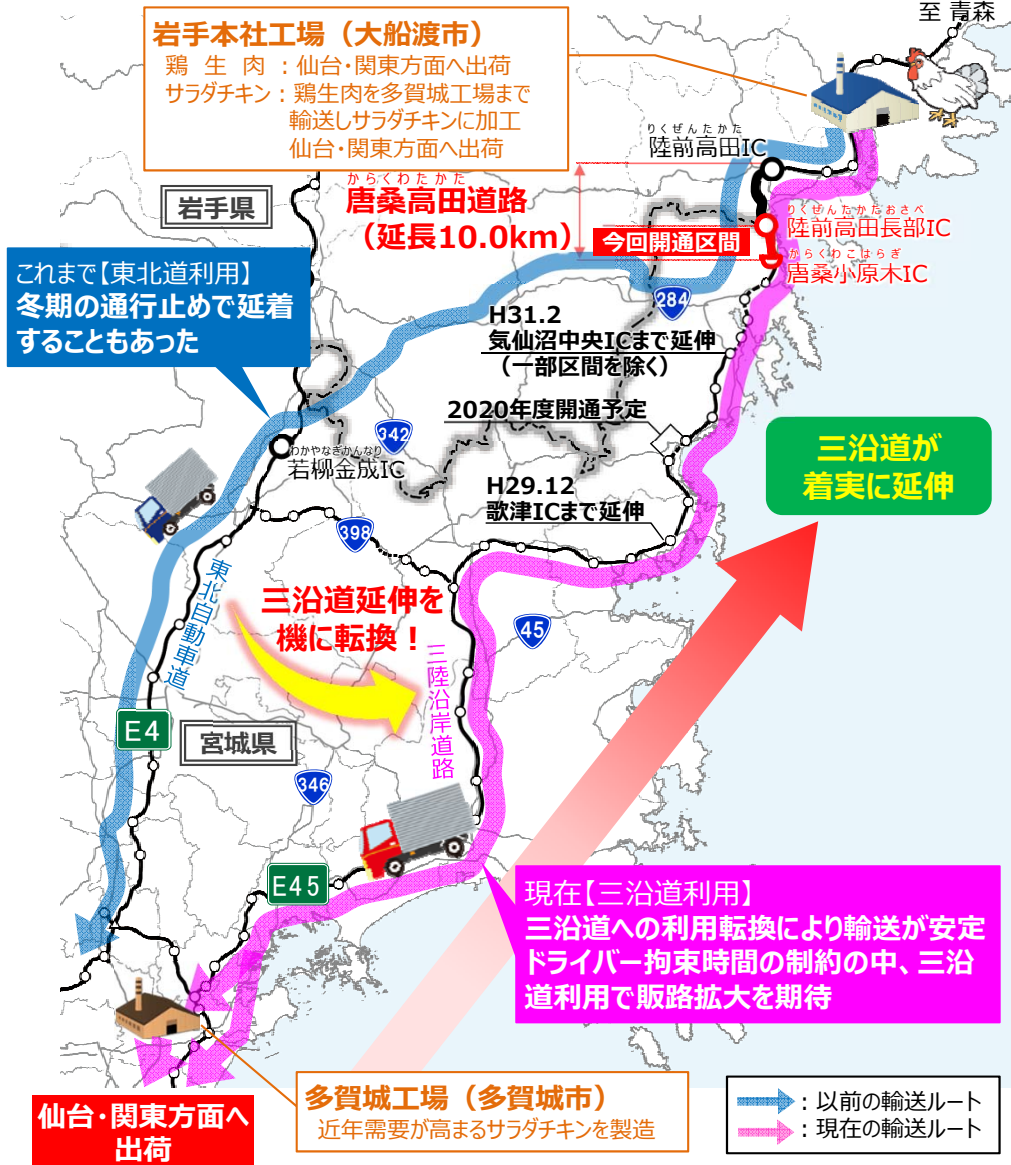 至 青森
岩手本社工場（大船渡市）
鶏 生 肉 ：仙台・関東方面へ出荷
サラダチキン：鶏生肉を多賀城工場まで
輸送しサラダチキンに加工
仙台・関東方面へ出荷
りくぜんたかた
陸前高田IC
からくわたかた
唐桑高田道路
（延長10.0km）
岩手県
今回開通区間
りくぜんたかたおさべ
陸前高田長部IC
からくわこはらぎ
唐桑小原木IC
これまで【東北道利用】
冬期の通行止めで延着
することもあった
284
H31.2
気仙沼中央ICまで延伸
（一部区間を除く）
2020年度開通予定
342
わかやなぎかんなり
若柳金成IC
三沿道が
着実に延伸
H29.12
歌津ICまで延伸
398
東北自動車道
三沿道延伸を
機に転換！
45
三陸沿岸道路
E4
宮城県
346
E45
現在【三沿道利用】
三沿道への利用転換により輸送が安定
ドライバー拘束時間の制約の中、三沿
道利用で販路拡大を期待
多賀城工場（多賀城市）
近年需要が高まるサラダチキンを製造
仙台・関東方面へ
出荷
：以前の輸送ルート
：現在の輸送ルート